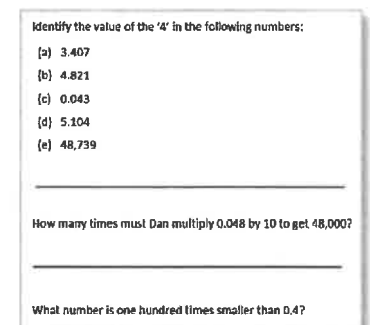 Identify the value of the '4' in the following numbers:
(a) 3.407
(b) 4.821
(c) 0.043
(d) 5.104
(e) 48,739
How many times must Dan multiply 0.048 by 10 to get 48,000?
What number is one hundred times smaller than 0.4?